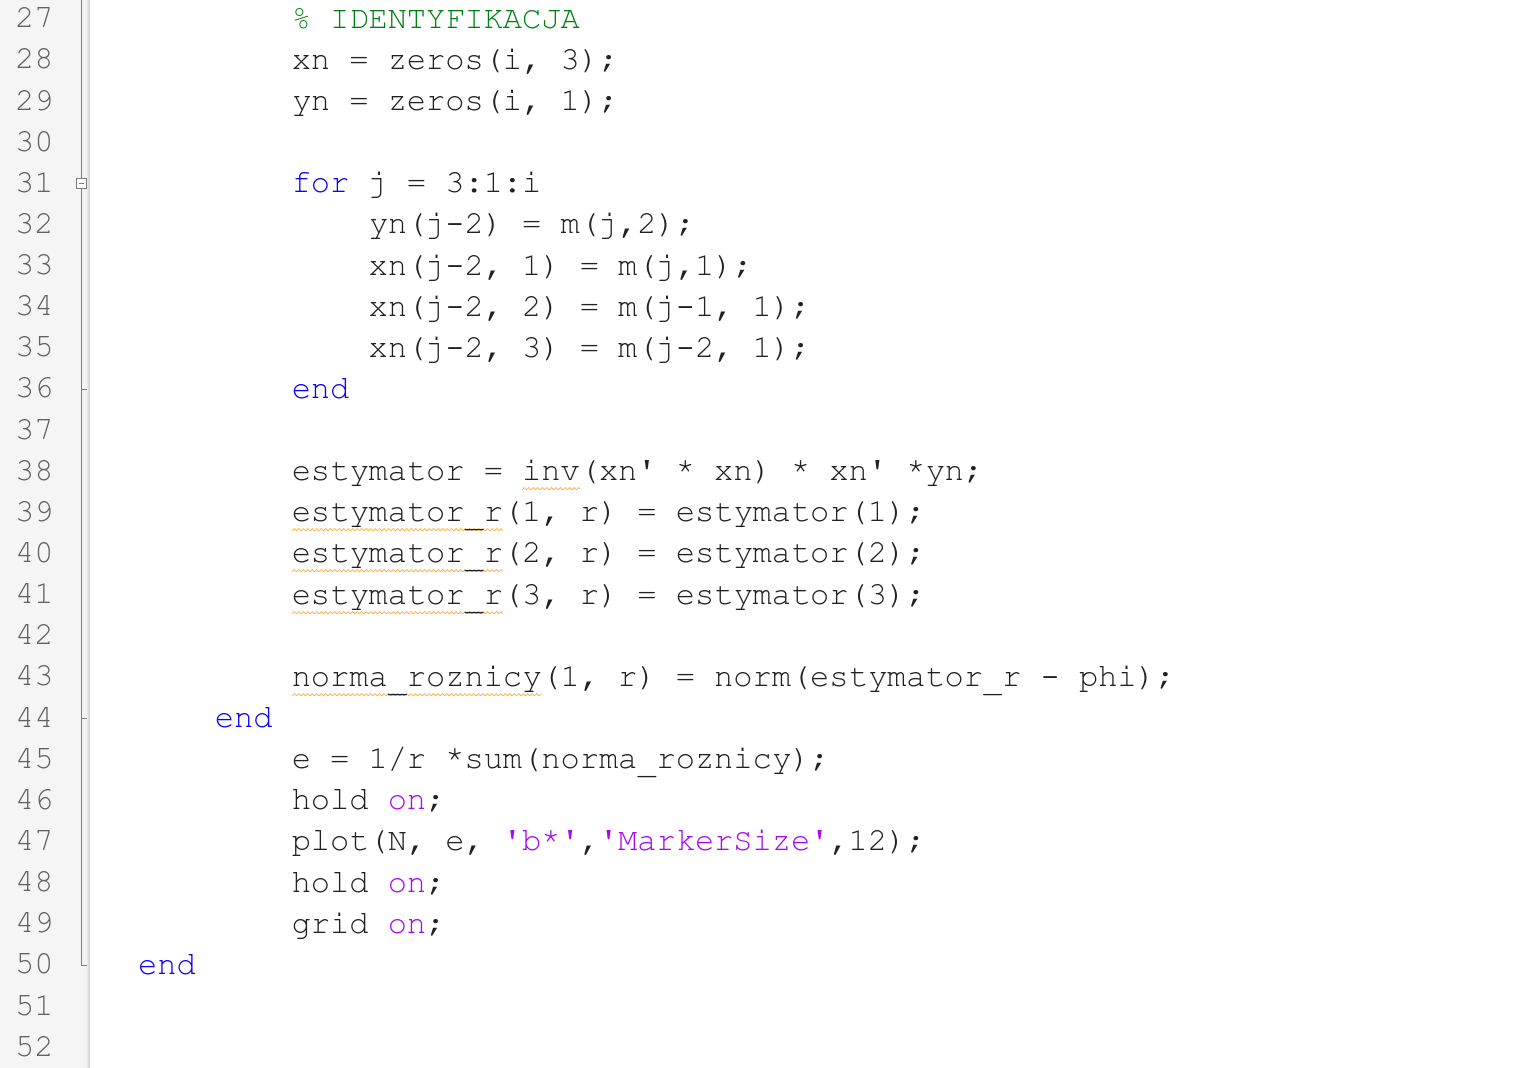 27 % IDENTYFIKACJA
28 xn = zeros(i, 3);
29 yn = zeros(i, 1);
30
31 for j = 3:1:i
32 yn(j-2) = m(j,2);
33 xn(j-2, 1) = m(j,1);
34 xn(j-2, 2) = m(j-1, 1);
35 xn(j-2, 3) = m(j-2, 1);
36 end
37
38 estymator = inv(xn' * xn) * xn' *yn;
39 estymator_r(1, r) = estymator(1);
40 estymator_r(2, r) = estymator(2);
41 estymator_r(3, r) = estymator(3);
42
43 norma_roznicy(1, r) = norm(estymator_r - phi);
44 end
45 e = 1/r *sum(norma_roznicy);
46 hold on;
47 plot(N, e, 'b*','MarkerSize',12);
48 hold on;
49 grid on;
50 end
51
52